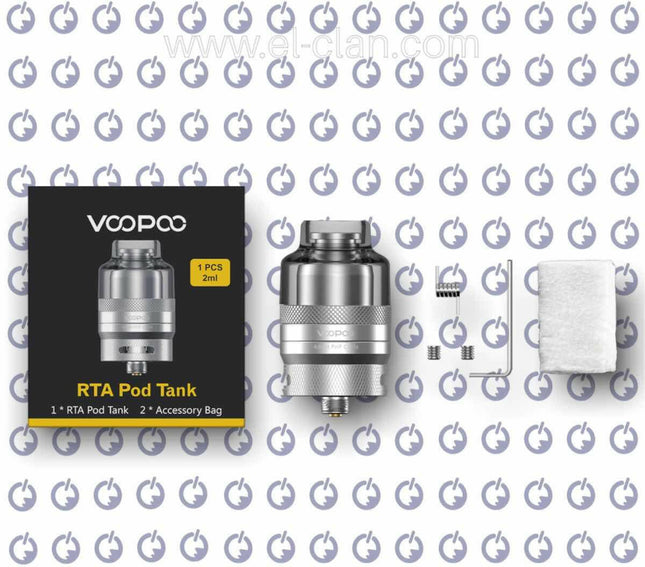 www.el-clan.com
VOOPOO
1 PCS
2ml
RTA Pod Tank
1 * RTA Pod Tank 2 * Accessory Bag
VOOPOO